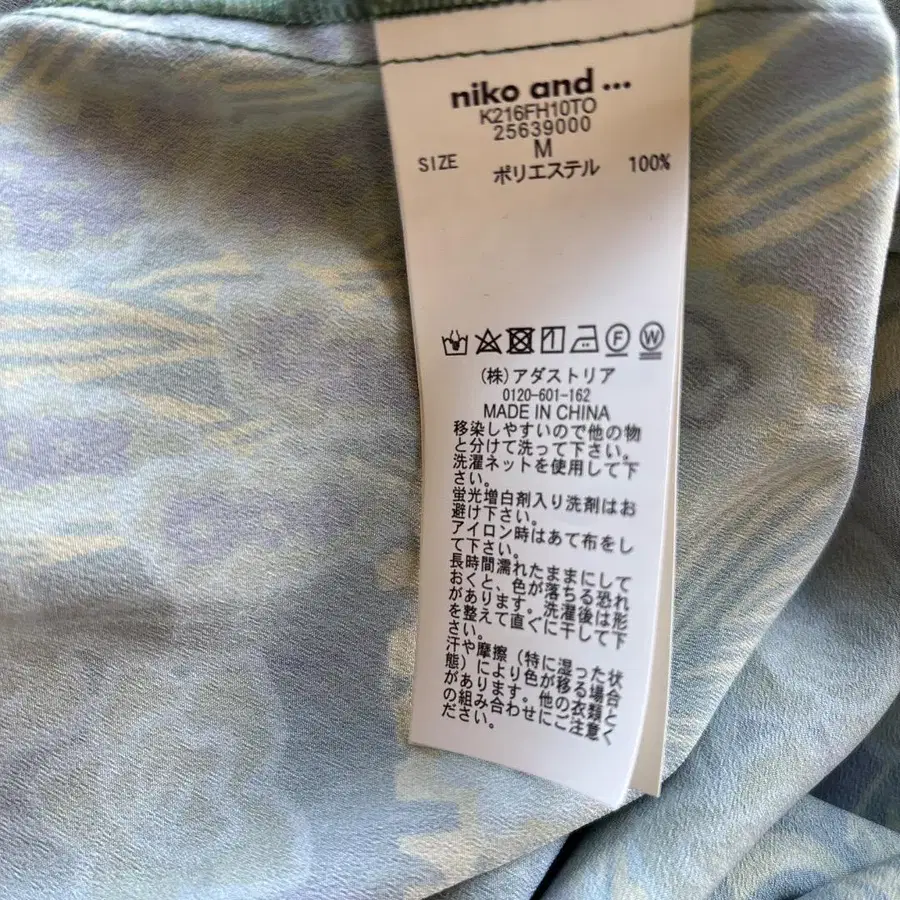 niko and ...
K216FH10TO
25639000
SIZE M
ポリエステル 100%
F W
(株)アダストリア
0120-601-162
MADE IN CHINA
移染しやすいので他の物
と分けて洗って下さい。
洗濯ネットを使用して下
さい。
蛍光増白剤入り洗剤はお
避け下さい。
アイロン時はあて布をし
て下さい。
長時間濡れたままにして
おくと、色が落ちる恐れ
があります。洗濯後は形
を整えて直ぐに干して下
さい。
汗や摩擦(特に湿った状
態)により色が移る場合
があります。他の衣類と
の組み合わせにご注意く
ださい。